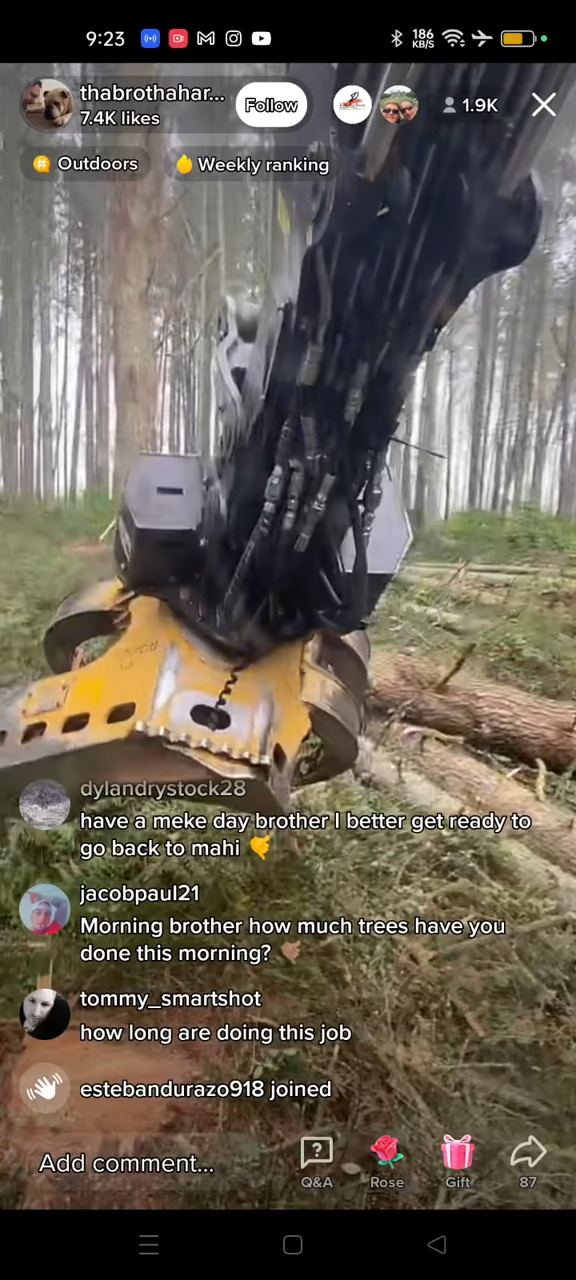 9:23
186
KB/S
thabrothahar...
7.4K likes
Follow
1.9K
Outdoors
Weekly ranking
dylandrystock28
have a meke day brother I better get ready to
go back to mahi
jacobpaul21
Morning brother how much trees have you
done this morning?
tommy_smartshot
how long are doing this job
estebandurazo918 joined
Add comment...
Q&A
Rose
Gift
87